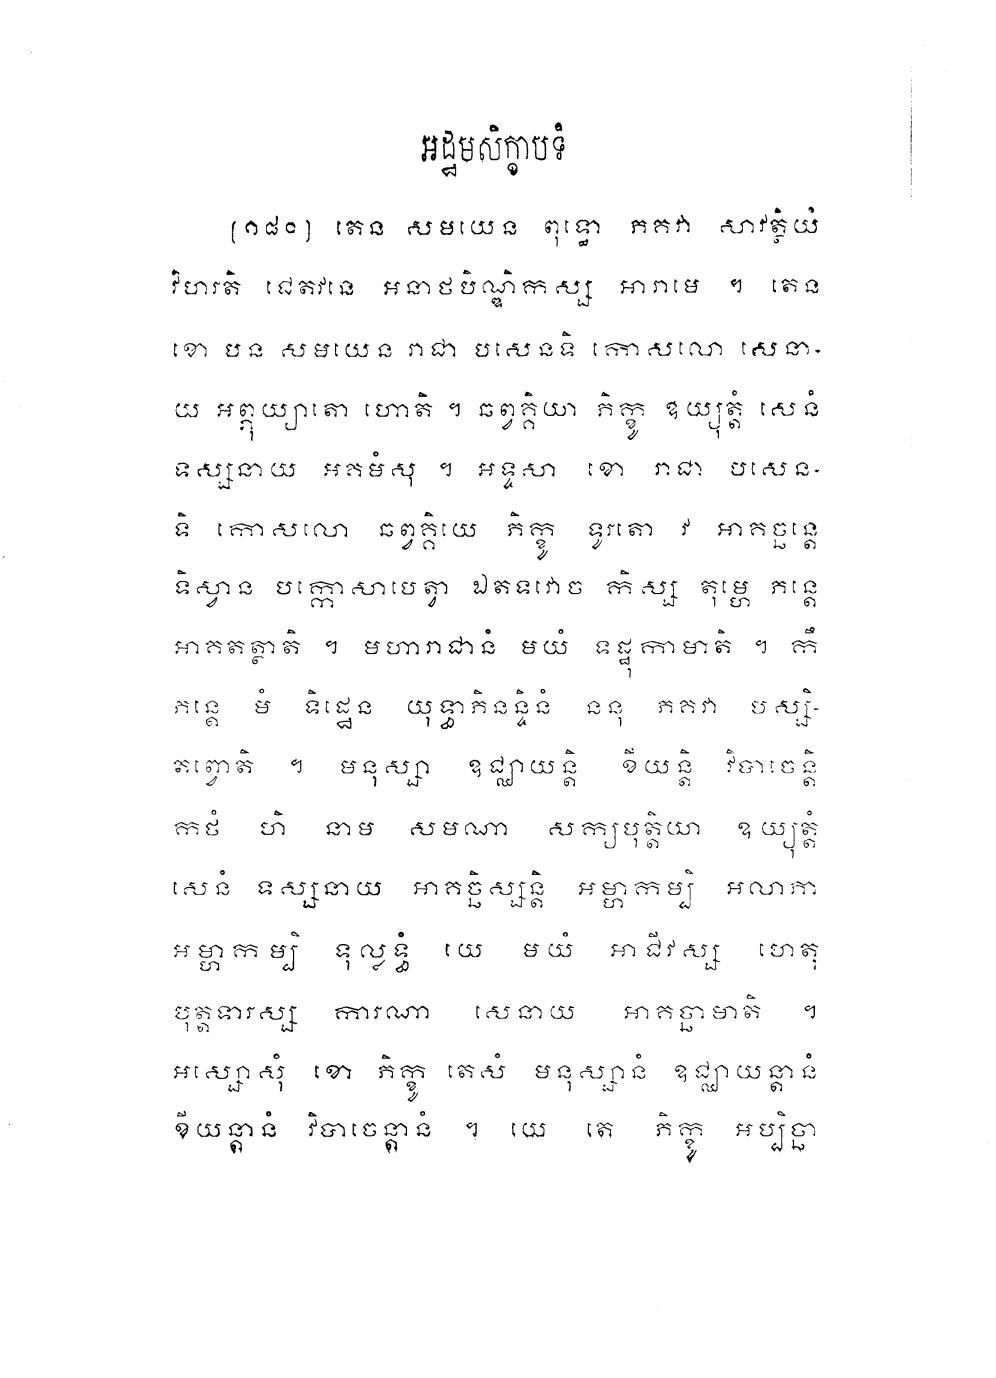 អដ្ឋមសិក្ខាបទំ
(១៨០) តេន សមយេន ពុទ្ធោ ភគវា សាវត្ថិយំ
វិហរតិ ជេតវនេ អនាថបិណ្ឌិកស្ស អារាមេ ។ តេន
ខោ បន សមយេន រាជា បសេនទិ កោសលោ សេនា-
យ អព្ភុយ្យាតោ ហោតិ ។ ឆព្វគ្គិយា ភិក្ខូ ឧយ្យុត្តំ សេនំ
ទស្សនាយ អគមំសុ ។ អទ្ទសា ខោ រាជា បសេន-
ទិ កោសលោ ឆព្វគ្គិយេ ភិក្ខូ ទូរតោ វ អាគច្ឆន្តេ
ទិស្វាន បក្កោសាបេត្វា ឯតទវោច កិស្ស តុម្ហេ ភន្តេ
អាគតត្ថាតិ ។ មហារាជានំ មយំ ទដ្ឋុកាមាតិ ។ កឹ
ភន្តេ មំ ទិដ្ឋេន យុទ្ធាភិនន្ទិនំ ននុ ភគវា បស្សិ-
តព្វោតិ ។ មនុស្សា ឧជ្ឈាយន្តិ ខីយន្តិ វិបាចេន្តិ
កថំ ហិ នាម សមណា សក្យបុត្តិយា ឧយ្យុត្តំ
សេនំ ទស្សនាយ អាគច្ឆិស្សន្តិ អម្ហាកម្បិ អលាភា
អម្ហាកម្បិ ទុល្លទ្ធំ យេ មយំ អាជីវស្ស ហេតុ
បុត្តទារស្ស ការណា សេនាយ អាគច្ឆាមាតិ ។
អស្សោសុំ ខោ ភិក្ខូ តេសំ មនុស្សានំ ឧជ្ឈាយន្តានំ
ខីយន្តានំ វិបាចេន្តានំ ។ យេ តេ ភិក្ខូ អប្បិច្ឆា